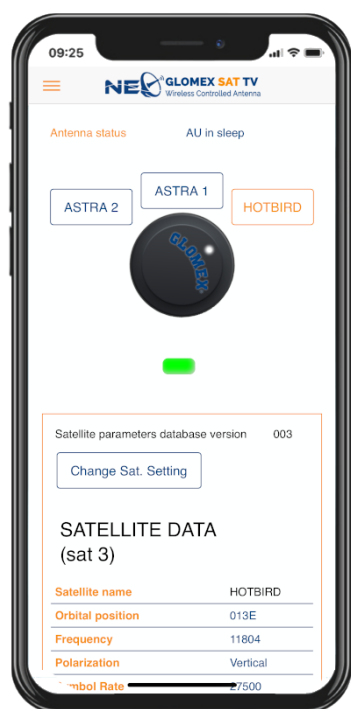 09:25
NEO GLOMEX SAT TV
Wireless Controlled Antenna
Antenna status AU in sleep
ASTRA 2 ASTRA 1 HOTBIRD
GLOMEX
Satellite parameters database version 003
Change Sat. Setting
SATELLITE DATA
(sat 3)
Satellite name HOTBIRD
Orbital position 013E
Frequency 11804
Polarization Vertical
Symbol Rate 27500